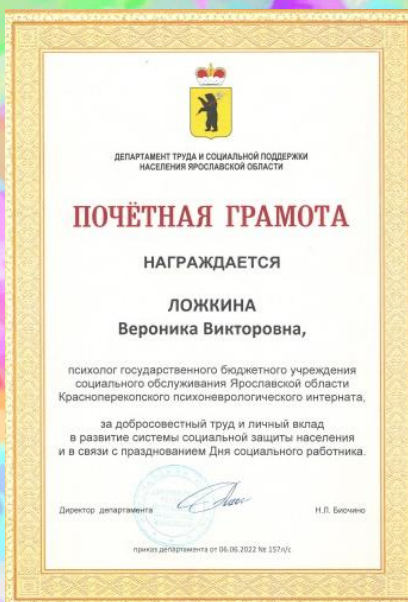 ДЕПАРТАМЕНТ ТРУДА И СОЦИАЛЬНОЙ ПОДДЕРЖКИ
НАСЕЛЕНИЯ ЯРОСЛАВСКОЙ ОБЛАСТИ
ПОЧЁТНАЯ ГРАМОТА
НАГРАЖДАЕТСЯ
ЛОЖКИНА
Вероника Викторовна,
психолог государственного бюджетного учреждения
социального обслуживания Ярославской области
Красноперекопского психоневрологического интерната,
за добросовестный труд и личный вклад
в развитие системы социальной защиты населения
и в связи с празднованием Дня социального работника.
Директор департамента Н.Л. Биочино
приказ департамента от 06.06.2022 № 157л/с